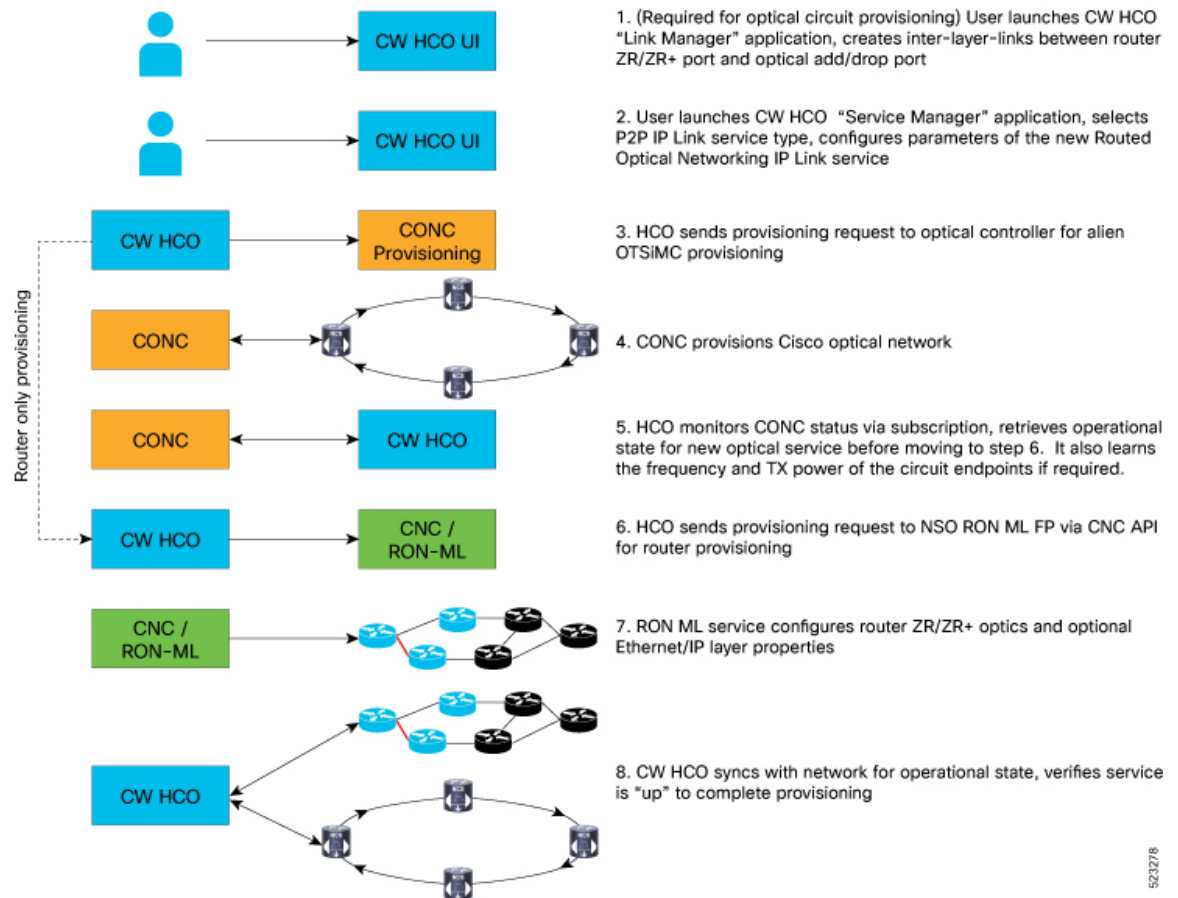 CW HCO UI
1. (Required for optical circuit provisioning) User launches CW HCO
“Link Manager” application, creates inter-layer-links between router
ZR/ZR+ port and optical add/drop port
CW HCO UI
2. User launches CW HCO “Service Manager” application, selects
P2P IP Link service type, configures parameters of the new Routed
Optical Networking IP Link service
Router only provisioning
CW HCO
CONC
Provisioning
3. HCO sends provisioning request to optical controller for alien
OTSiMC provisioning
CONC
4. CONC provisions Cisco optical network
CONC
CW HCO
5. HCO monitors CONC status via subscription, retrieves operational
state for new optical service before moving to step 6. It also learns
the frequency and TX power of the circuit endpoints if required.
CW HCO
CNC /
RON-ML
6. HCO sends provisioning request to NSO RON ML FP via CNC API
for router provisioning
CNC /
RON-ML
7. RON ML service configures router ZR/ZR+ optics and optional
Ethernet/IP layer properties
CW HCO
8. CW HCO syncs with network for operational state, verifies service
is “up” to complete provisioning
523278